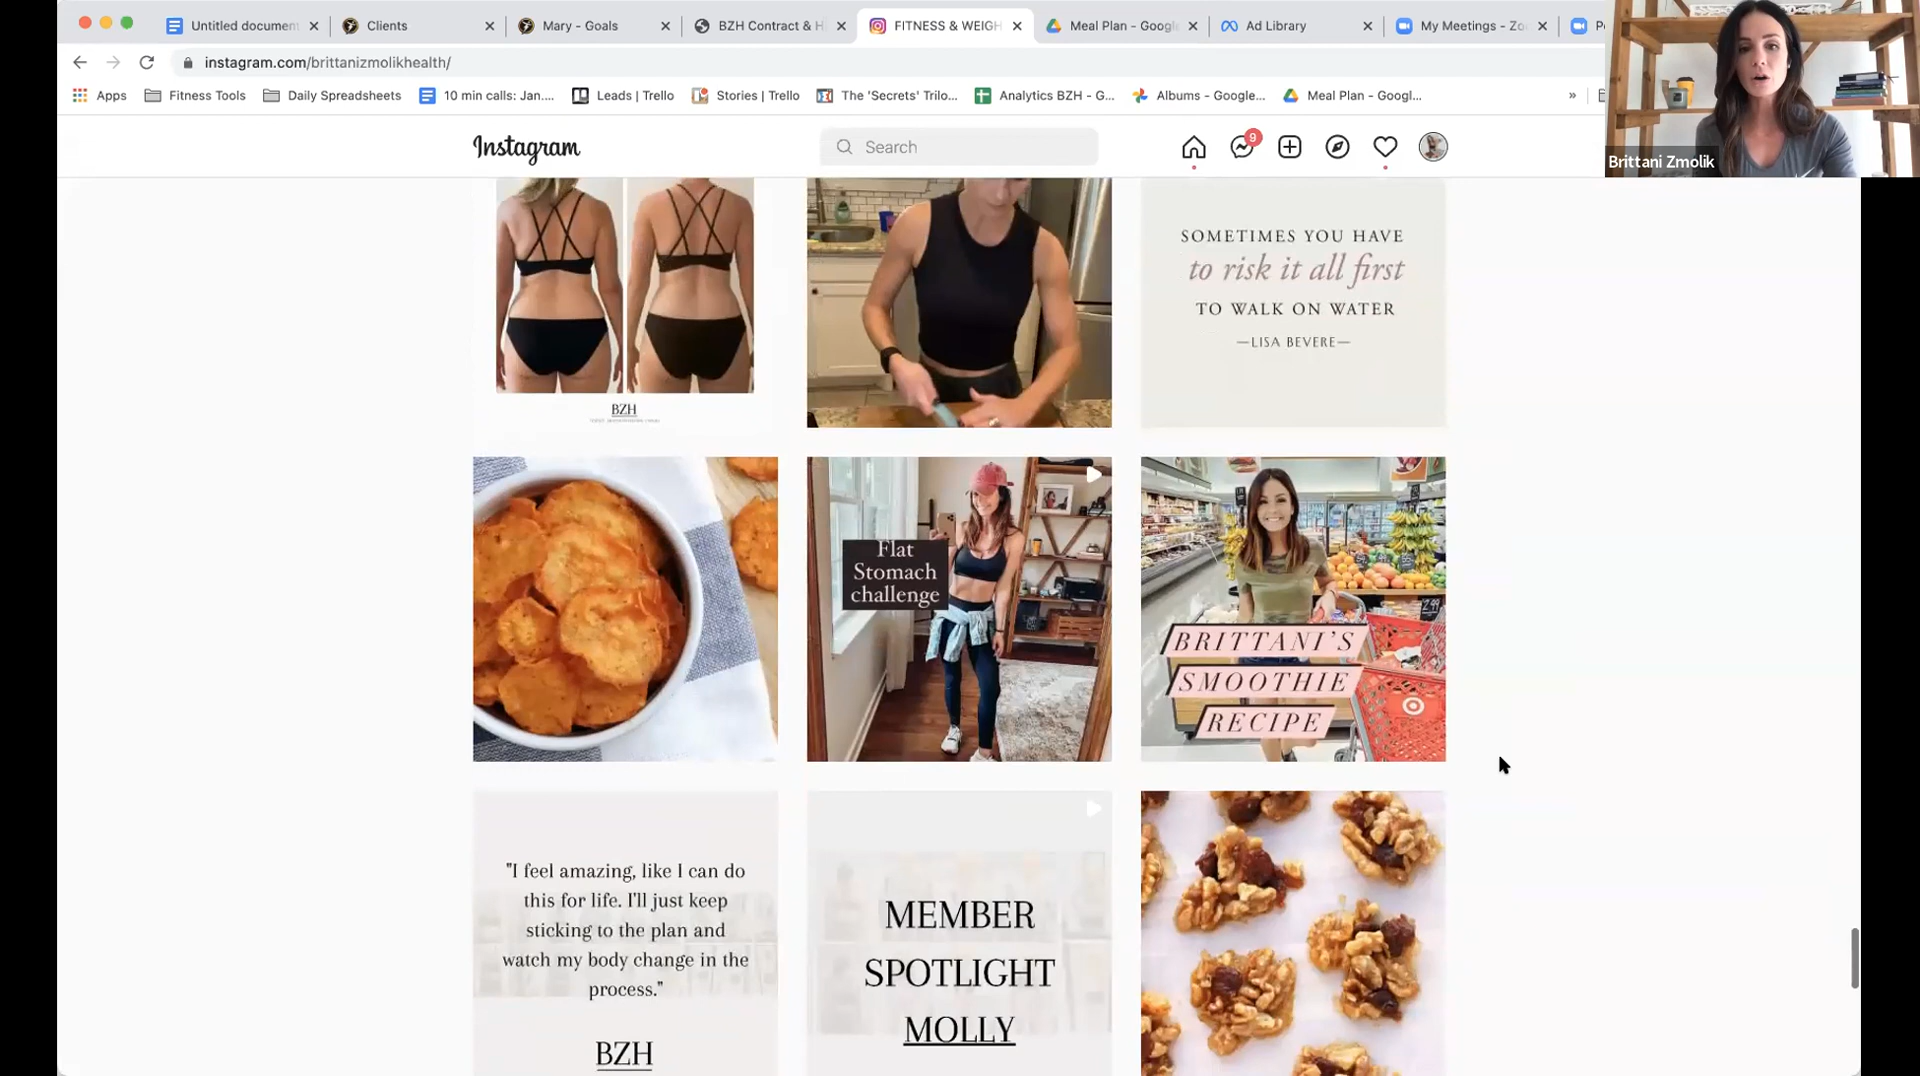 Untitled documen
Clients
Mary - Goals
BZH Contract & H
FITNESS & WEIGH
Meal Plan - Google
Ad Library
My Meetings - Zo
instagram.com/brittanizmolikhealth/
Apps
Fitness Tools
Daily Spreadsheets
10 min calls: Jan....
Leads | Trello
Stories | Trello
The 'Secrets' Trilo...
Analytics BZH - G...
Albums - Google...
Meal Plan - Googl...
»
Brittani Zmolik
Instagram
Search
9
BZH
SOMETIMES YOU HAVE
to risk it all first
TO WALK ON WATER
—LISA BEVERE—
Flat
Stomach
challenge
BRITTANI'S
SMOOTHIE
RECIPE
"I feel amazing, like I can do
this for life. I'll just keep
sticking to the plan and
watch my body change in the
process."
BZH
MEMBER
SPOTLIGHT
MOLLY